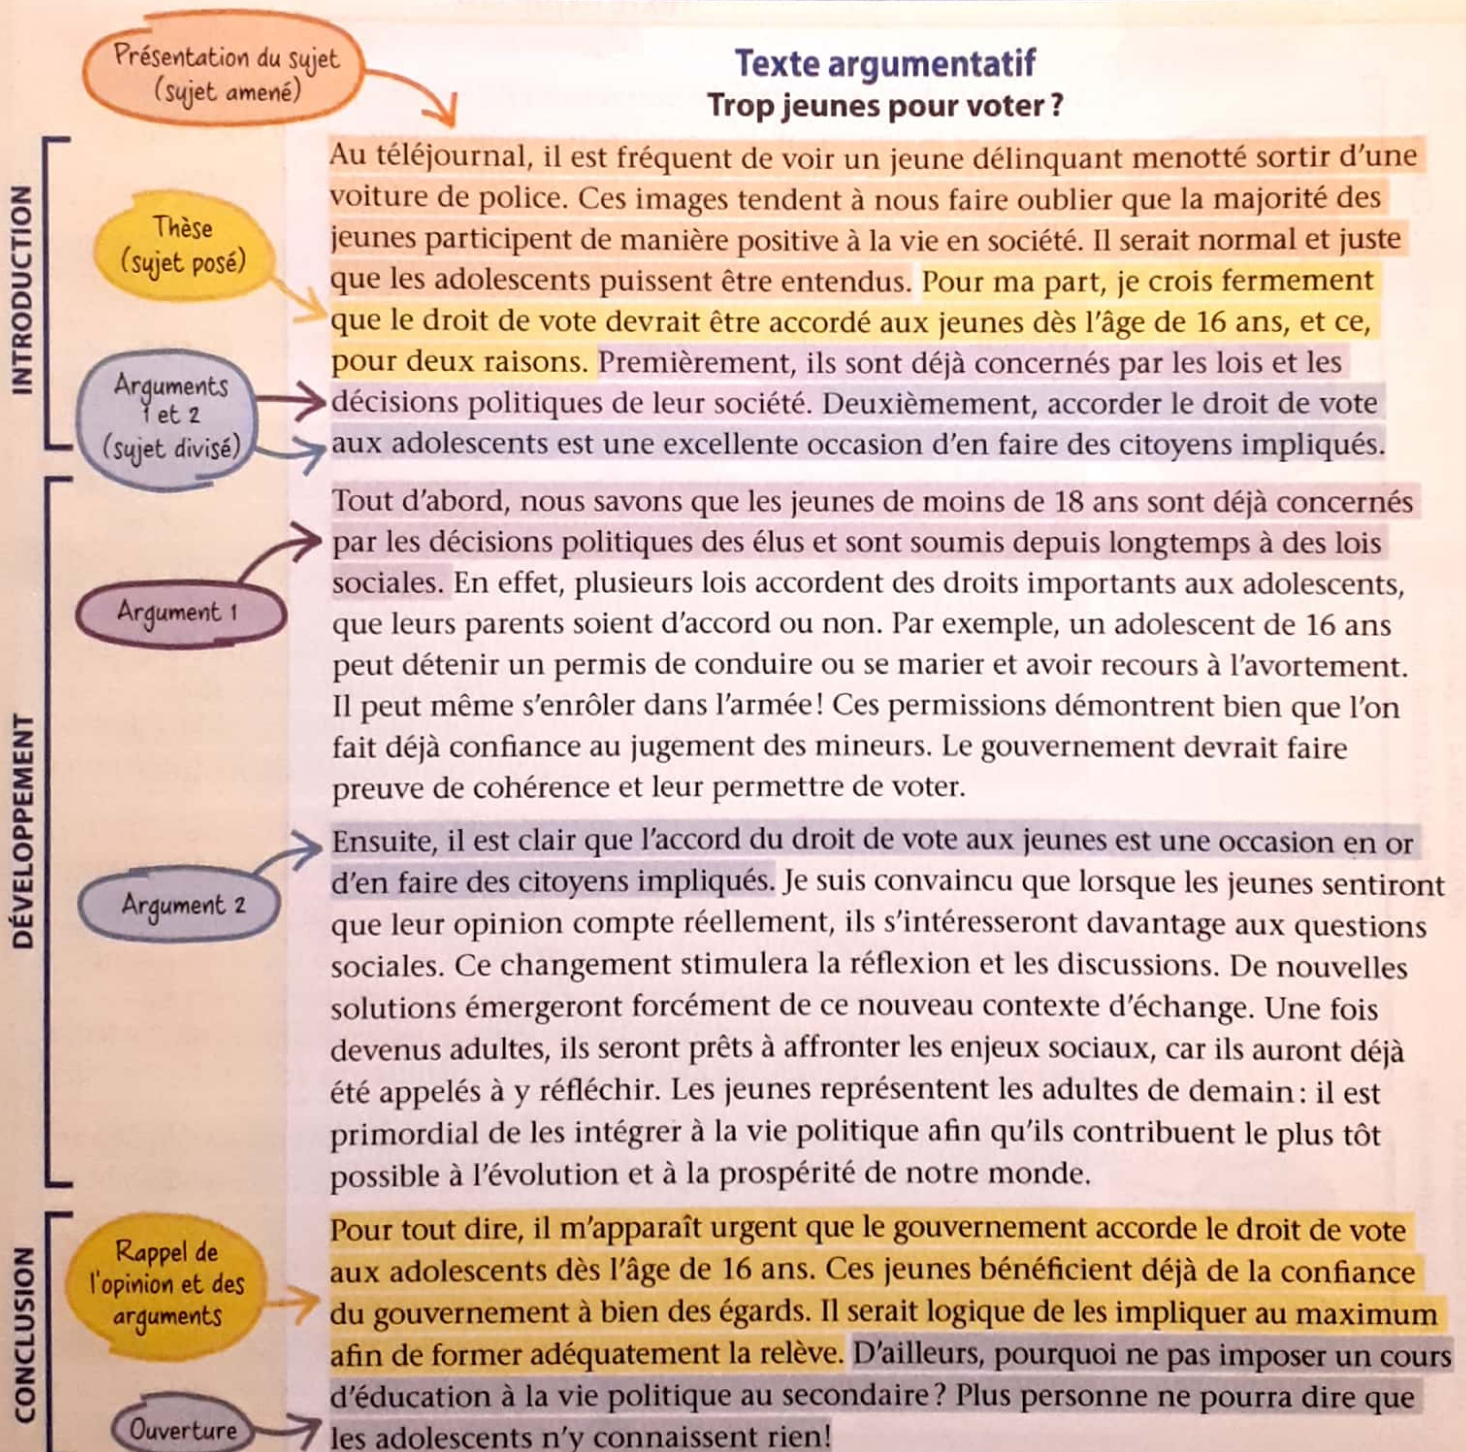 Présentation du sujet
(sujet amené)
Texte argumentatif
Trop jeunes pour voter ?
INTRODUCTION
Thèse
(sujet posé)
Arguments
1 et 2
(sujet divisé)
Au téléjournal, il est fréquent de voir un jeune délinquant menotté sortir d'une
voiture de police. Ces images tendent à nous faire oublier que la majorité des
jeunes participent de manière positive à la vie en société. Il serait normal et juste
que les adolescents puissent être entendus. Pour ma part, je crois fermement
que le droit de vote devrait être accordé aux jeunes dès l'âge de 16 ans, et ce,
pour deux raisons. Premièrement, ils sont déjà concernés par les lois et les
décisions politiques de leur société. Deuxièmement, accorder le droit de vote
aux adolescents est une excellente occasion d'en faire des citoyens impliqués.
DÉVELOPPEMENT
Argument 1
Tout d'abord, nous savons que les jeunes de moins de 18 ans sont déjà concernés
par les décisions politiques des élus et sont soumis depuis longtemps à des lois
sociales. En effet, plusieurs lois accordent des droits importants aux adolescents,
que leurs parents soient d'accord ou non. Par exemple, un adolescent de 16 ans
peut détenir un permis de conduire ou se marier et avoir recours à l'avortement.
Il peut même s'enrôler dans l'armée ! Ces permissions démontrent bien que l'on
fait déjà confiance au jugement des mineurs. Le gouvernement devrait faire
preuve de cohérence et leur permettre de voter.
Argument 2
Ensuite, il est clair que l'accord du droit de vote aux jeunes est une occasion en or
d'en faire des citoyens impliqués. Je suis convaincu que lorsque les jeunes sentiront
que leur opinion compte réellement, ils s'intéresseront davantage aux questions
sociales. Ce changement stimulera la réflexion et les discussions. De nouvelles
solutions émergeront forcément de ce nouveau contexte d'échange. Une fois
devenus adultes, ils seront prêts à affronter les enjeux sociaux, car ils auront déjà
été appelés à y réfléchir. Les jeunes représentent les adultes de demain : il est
primordial de les intégrer à la vie politique afin qu'ils contribuent le plus tôt
possible à l'évolution et à la prospérité de notre monde.
CONCLUSION
Rappel de
l'opinion et des
arguments
Pour tout dire, il m'apparaît urgent que le gouvernement accorde le droit de vote
aux adolescents dès l'âge de 16 ans. Ces jeunes bénéficient déjà de la confiance
du gouvernement à bien des égards. Il serait logique de les impliquer au maximum
afin de former adéquatement la relève. D'ailleurs, pourquoi ne pas imposer un cours
d'éducation à la vie politique au secondaire ? Plus personne ne pourra dire que
les adolescents n'y connaissent rien !
Ouverture